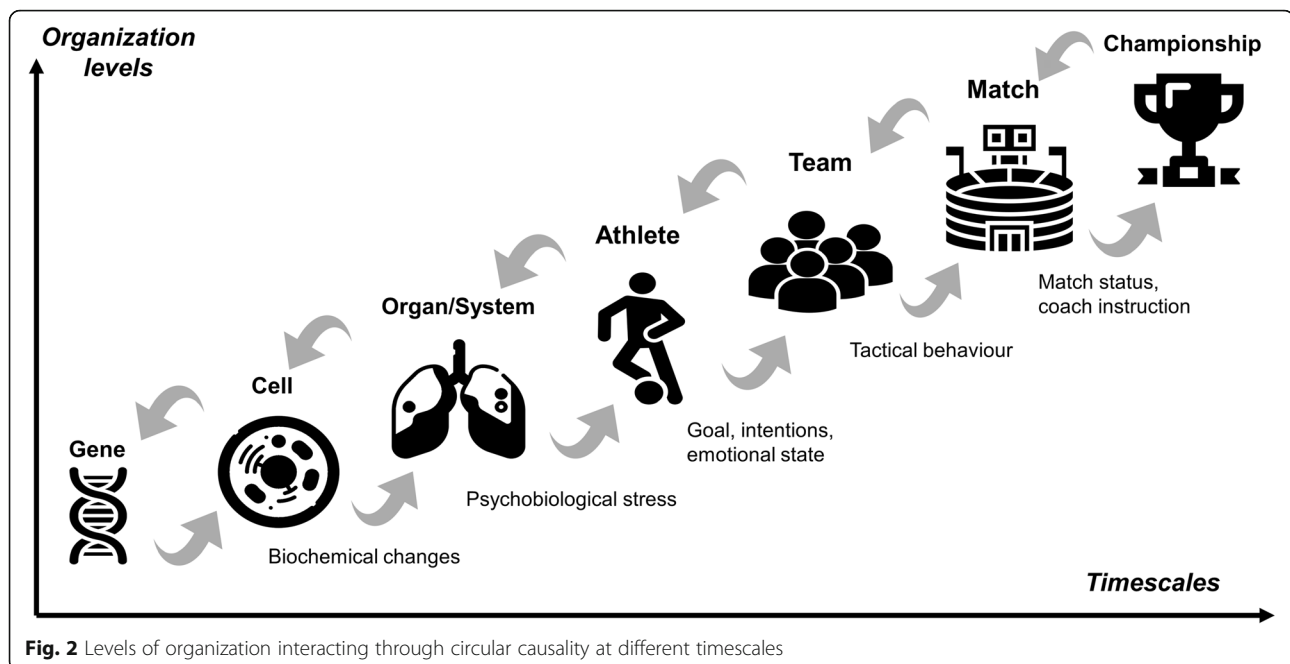 Organization
levels
Championship
Match
Team
Athlete
Organ/System
Cell
Gene
Match status,
coach instruction
Tactical behaviour
Goal, intentions,
emotional state
Psychobiological stress
Biochemical changes
Timescales
Fig. 2 Levels of organization interacting through circular causality at different timescales